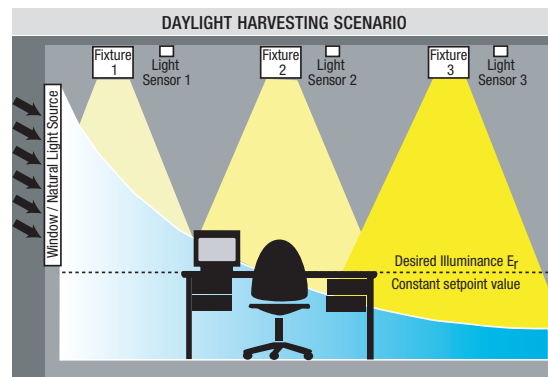 DAYLIGHT HARVESTING SCENARIO
Fixture
1
Light
Sensor 1
Fixture
2
Light
Sensor 2
Fixture
3
Light
Sensor 3
Window / Natural Light Source
Desired Illuminance Er
Constant setpoint value